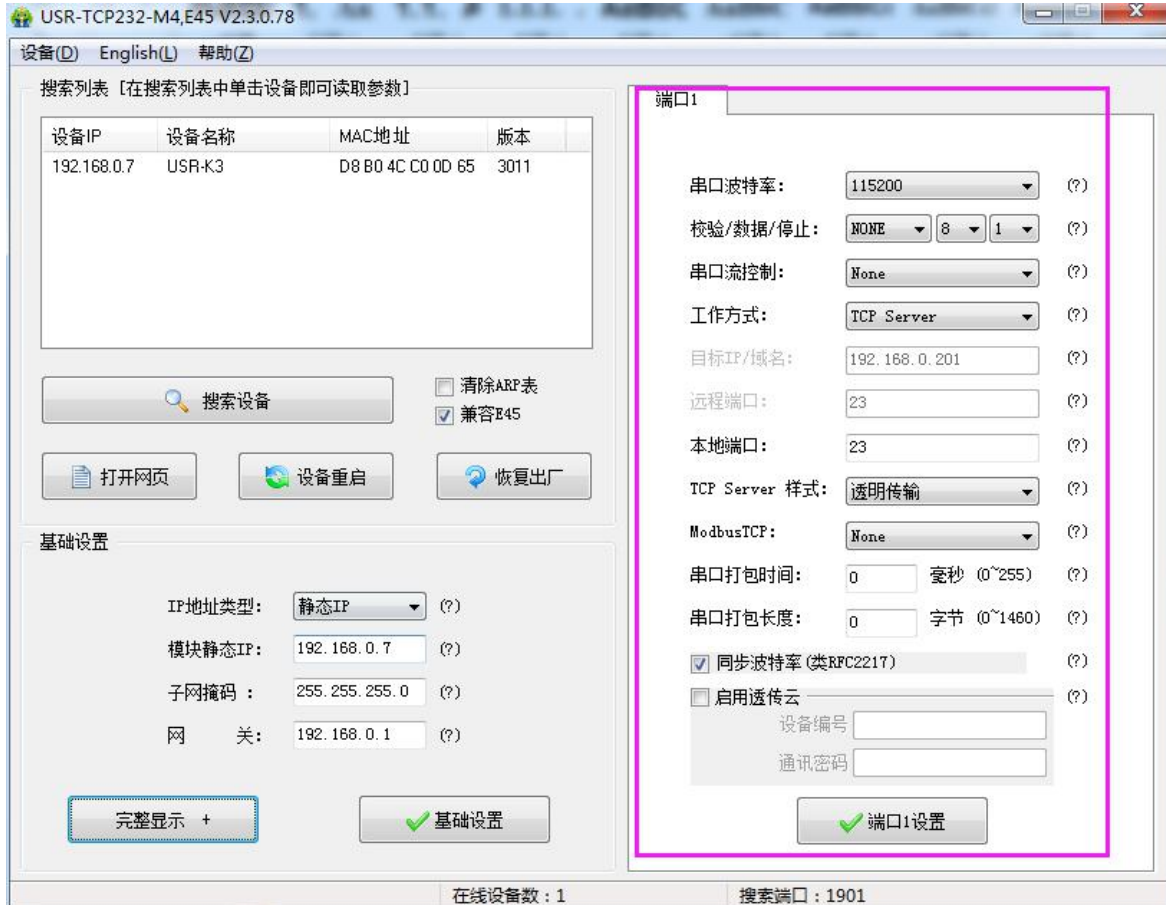 USR-TCP232-M4,E45 V2.3.0.78
设备(D) English(L) 帮助(Z)
搜索列表 [在搜索列表中单击设备即可读取参数]
设备IP 设备名称 MAC地址 版本
192.168.0.7 USR-K3 D8 B0 4C C0 0D 65 3011
搜索设备
清除ARP表
兼容E45
打开网页 设备重启 恢复出厂
基础设置
IP地址类型: 静态IP (?)
模块静态IP: 192.168.0.7 (?)
子网掩码 : 255.255.255.0 (?)
网 关: 192.168.0.1 (?)
完整显示 + 基础设置
端口1
串口波特率: 115200 (?)
校验/数据/停止: NONE 8 1 (?)
串口流控制: None (?)
工作方式: TCP Server (?)
目标IP/域名: 192.168.0.201 (?)
远程端口: 23 (?)
本地端口: 23 (?)
TCP Server 样式: 透明传输 (?)
ModbusTCP: None (?)
串口打包时间: 0 毫秒 (0~255) (?)
串口打包长度: 0 字节 (0~1460) (?)
同步波特率(类RFC2217) (?)
启用透传云 (?)
设备编号
通讯密码
端口1设置
在线设备数:1 搜索端口:1901